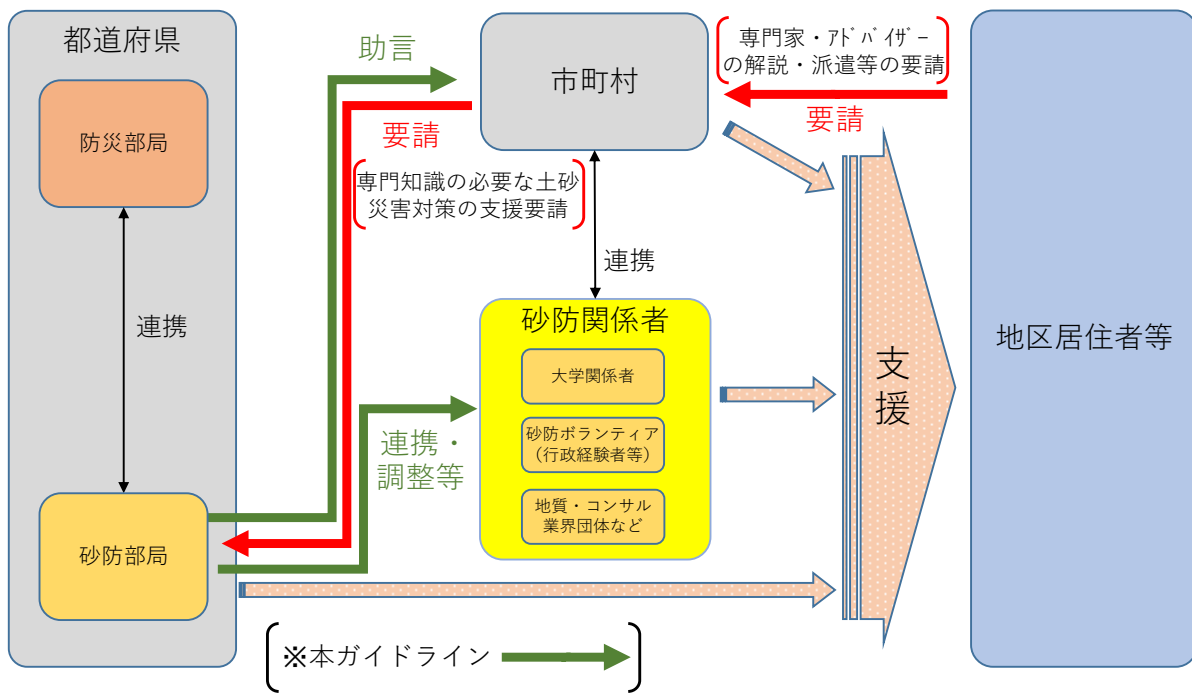 都道府県
防災部局
連携
砂防部局
助言
要請
専門知識の必要な土砂
災害対策の支援要請
市町村
専門家・ｱﾄﾞﾊﾞｲｻﾞｰ
の解説・派遣等の要請
要請
連携
砂防関係者
大学関係者
砂防ボランティア
(行政経験者等)
地質・コンサル
業界団体など
連携・
調整等
支
援
地区居住者等
※本ガイドライン